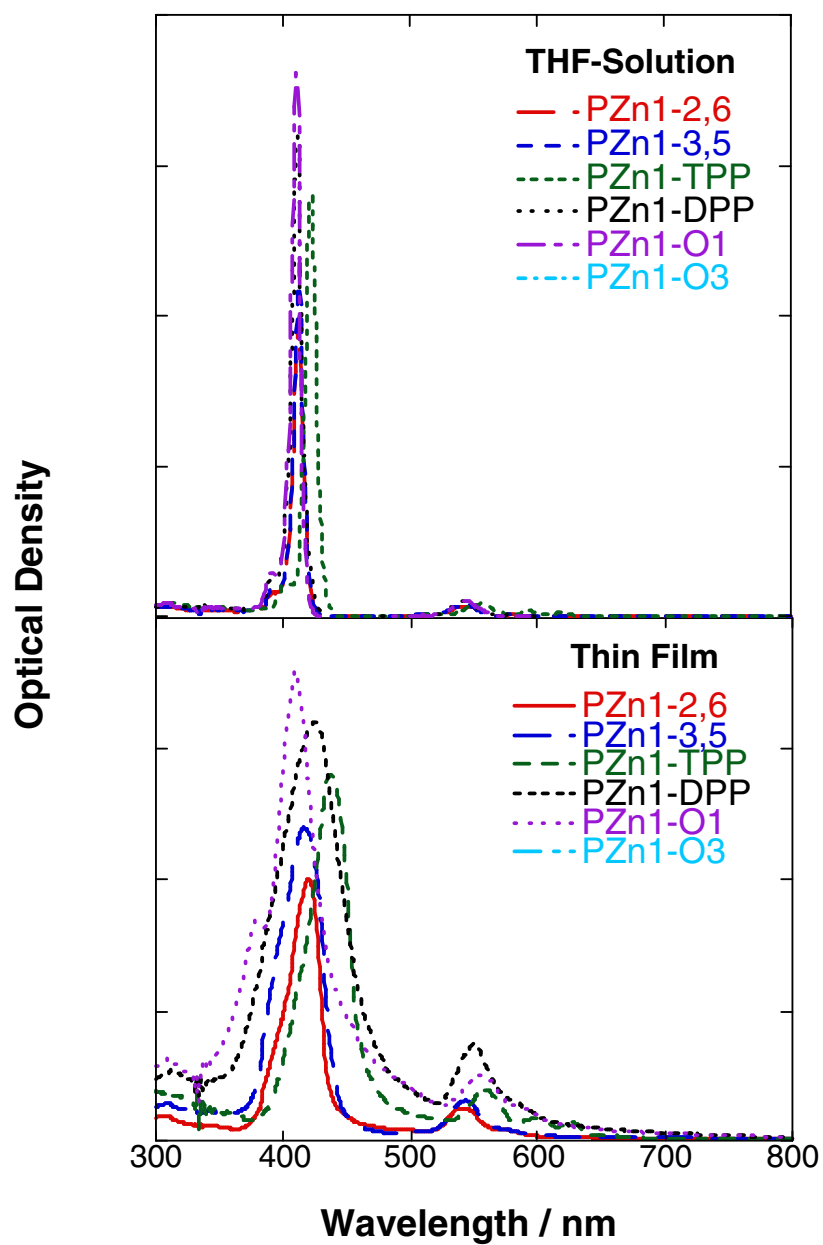 THF-Solution
PZn1-2,6
PZn1-3,5
PZn1-TPP
PZn1-DPP
PZn1-O1
PZn1-O3
Optical Density
Thin Film
PZn1-2,6
PZn1-3,5
PZn1-TPP
PZn1-DPP
PZn1-O1
PZn1-O3
300 400 500 600 700 800
Wavelength / nm